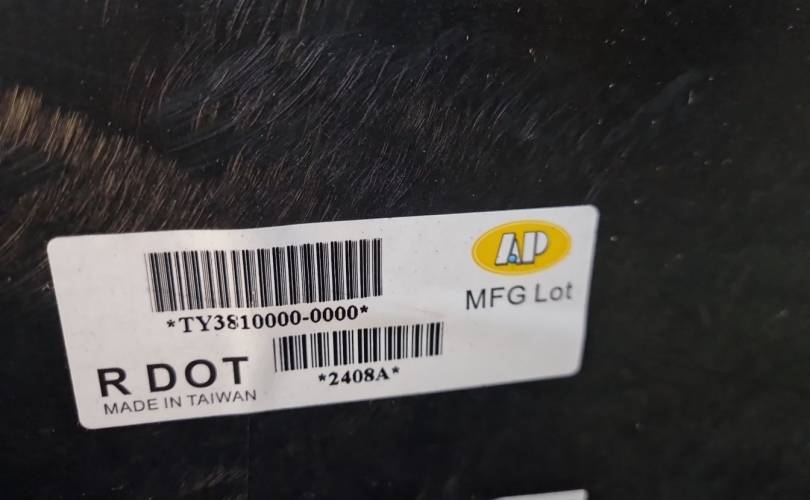 *TY3810000-0000*
AP
MFG Lot
R DOT
*2408A*
MADE IN TAIWAN